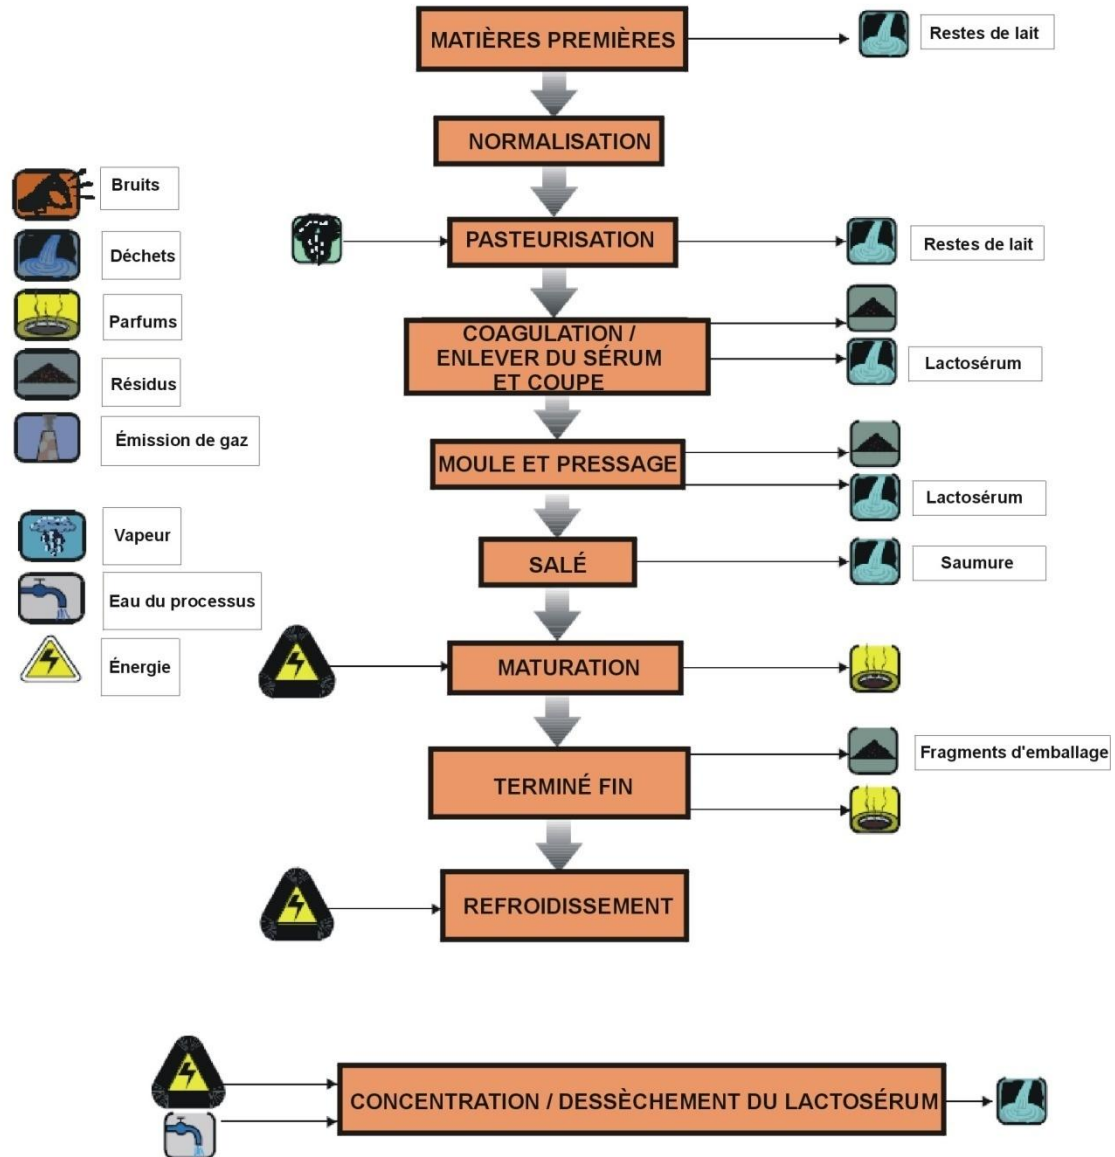 MATIÈRES PREMIÈRES
Restes de lait
NORMALISATION
Bruits
Déchets
Parfums
Résidus
Émission de gaz
Vapeur
Eau du processus
Énergie
PASTEURISATION
Restes de lait
COAGULATION /
ENLEVER DU SÉRUM
ET COUPE
Lactosérum
MOULE ET PRESSAGE
Lactosérum
SALÉ
Saumure
MATURATION
TERMINÉ FIN
Fragments d'emballage
REFROIDISSEMENT
CONCENTRATION / DESSÈCHEMENT DU LACTOSÉRUM